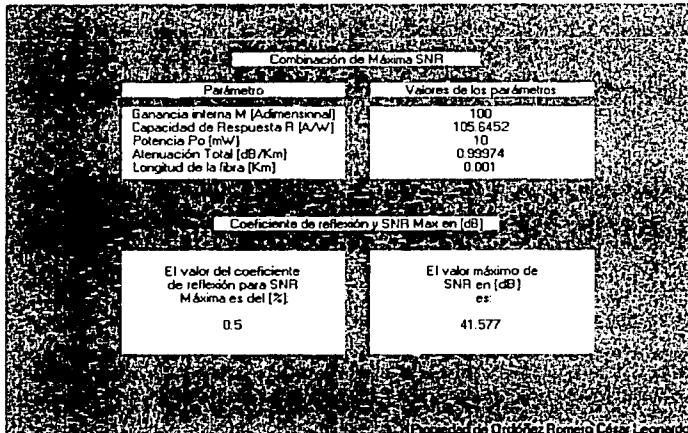 Combinación de Máxima SNR
Parámetro
Valores de los parámetros
Ganancia interna M [Adimensional]
100
Capacidad de Respuesta R [A/W]
105.6452
Potencia Po [mW]
10
Atenuación Total [dB/Km]
0.99974
Longitud de la fibra [Km]
0.001
Coeficiente de reflexión y SNR Max en [dB]
El valor del coeficiente
de reflexión para SNR
Máxima es del [%]:
0.5
El valor máximo de
SNR en [dB]
es:
41.577
Ordóñez Romero César